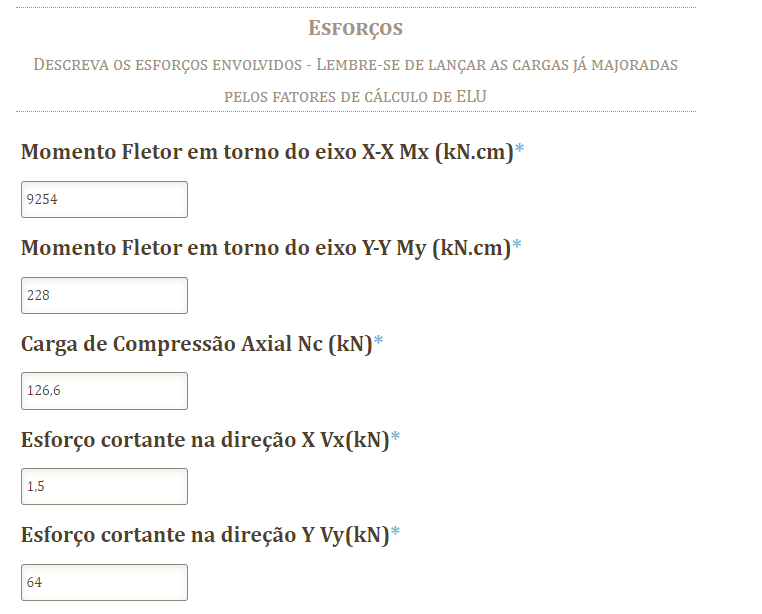 Esforços
Descreva os esforços envolvidos - Lembre-se de lançar as cargas já majoradas
pelos fatores de cálculo de ELU
Momento Fletor em torno do eixo X-X Mx (kN.cm)*
9254
Momento Fletor em torno do eixo Y-Y My (kN.cm)*
228
Carga de Compressão Axial Nc (kN)*
126,6
Esforço cortante na direção X Vx(kN)*
1,5
Esforço cortante na direção Y Vy(kN)*
64